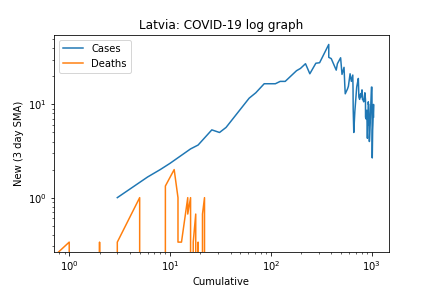 Latvia: COVID-19 log graph
Cases
Deaths
New (3 day SMA)
10¹
10⁰
10⁰ 10¹ 10² 10³
Cumulative